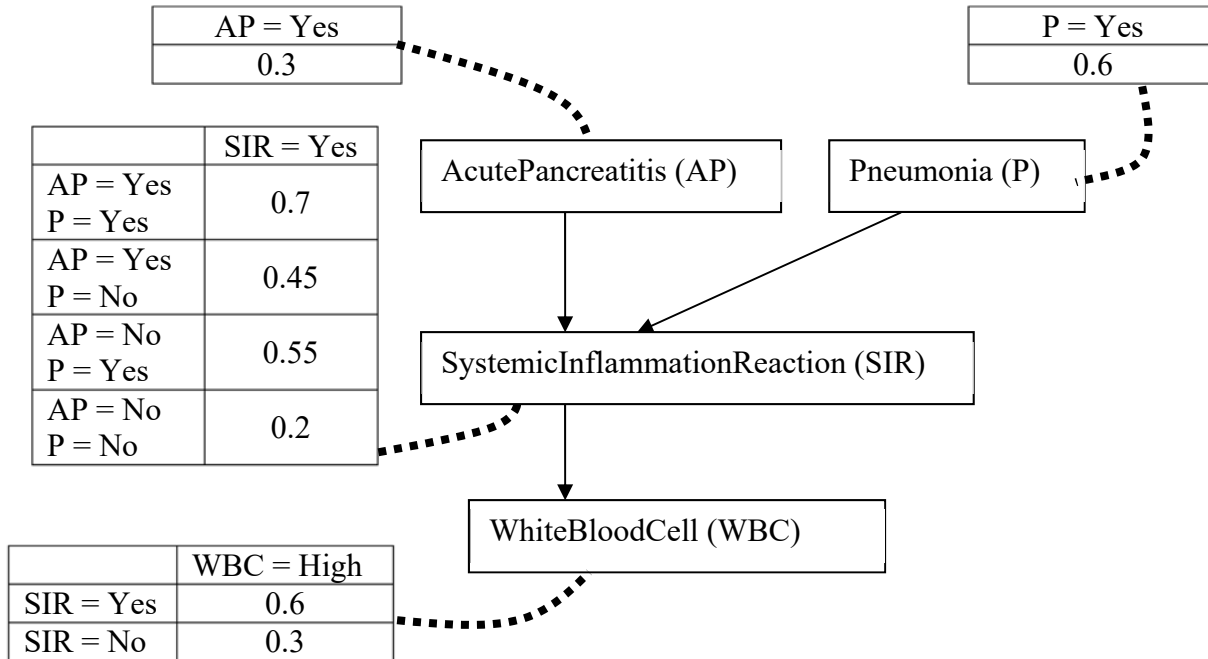 AP = Yes
0.3
P = Yes
0.6
SIR = Yes
AP = Yes
P = Yes
0.7
AP = Yes
P = No
0.45
AP = No
P = Yes
0.55
AP = No
P = No
0.2
AcutePancreatitis (AP)
Pneumonia (P)
SystemicInflammationReaction (SIR)
WhiteBloodCell (WBC)
WBC = High
SIR = Yes
0.6
SIR = No
0.3